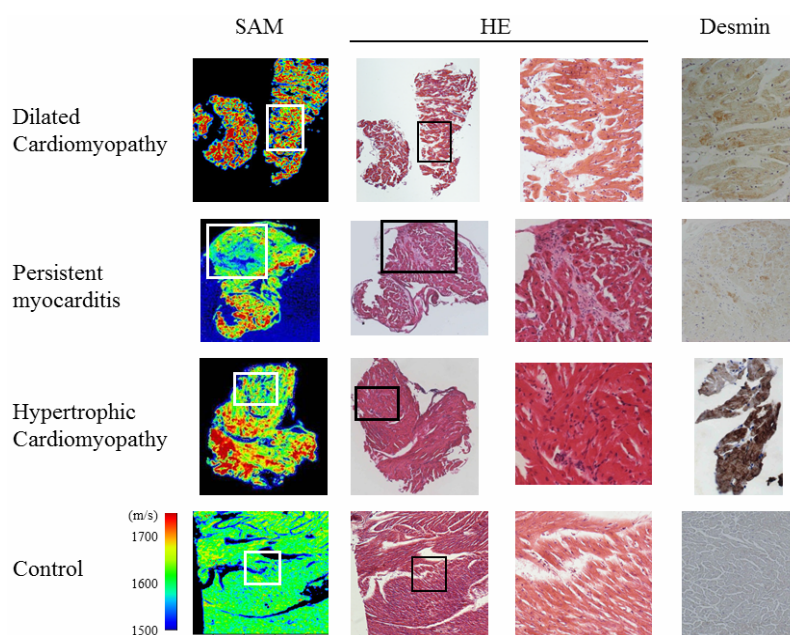 SAM
HE
Desmin
Dilated
Cardiomyopathy
Persistent
myocarditis
Hypertrophic
Cardiomyopathy
Control
(m/s)
1700
1600
1500